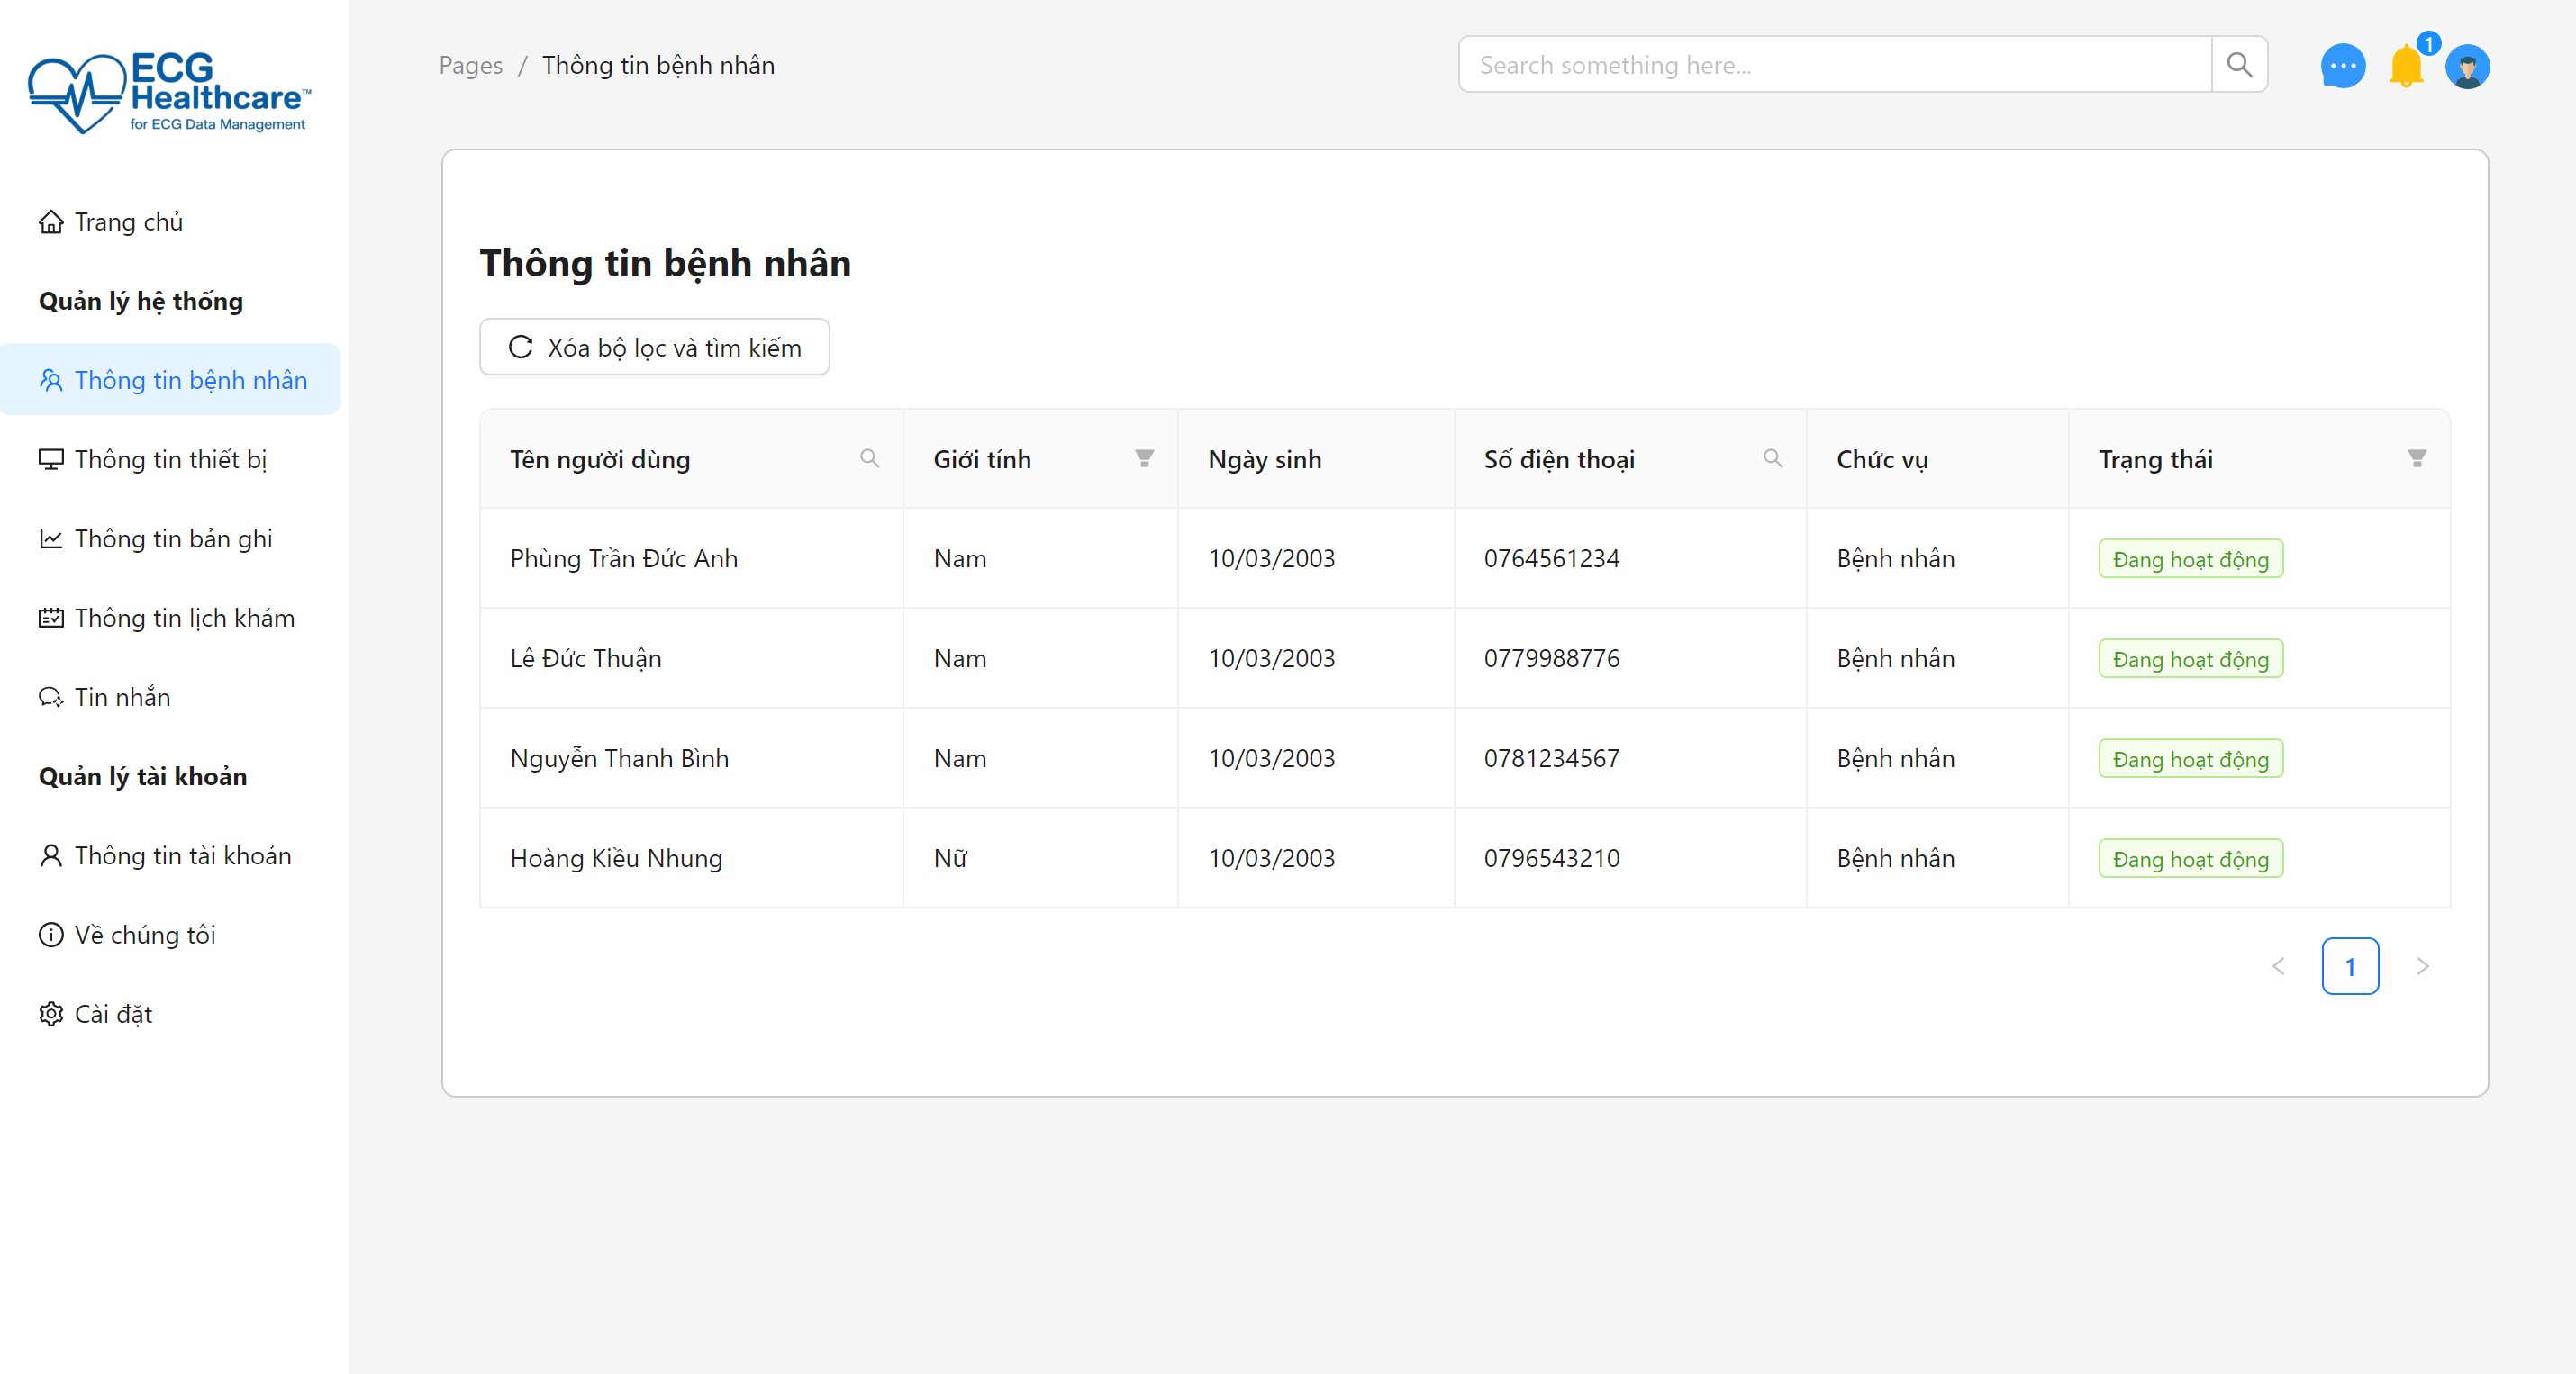 ECG
Healthcare™
for ECG Data Management
Trang chủ
Quản lý hệ thống
Thông tin bệnh nhân
Thông tin thiết bị
Thông tin bản ghi
Thông tin lịch khám
Tin nhắn
Quản lý tài khoản
Thông tin tài khoản
Về chúng tôi
Cài đặt
Pages / Thông tin bệnh nhân
Search something here...
1
Thông tin bệnh nhân
Xóa bộ lọc và tìm kiếm
Tên người dùng Giới tính Ngày sinh Số điện thoại Chức vụ Trạng thái
Phùng Trần Đức Anh Nam 10/03/2003 0764561234 Bệnh nhân Đang hoạt động
Lê Đức Thuận Nam 10/03/2003 0779988776 Bệnh nhân Đang hoạt động
Nguyễn Thanh Bình Nam 10/03/2003 0781234567 Bệnh nhân Đang hoạt động
Hoàng Kiều Nhung Nữ 10/03/2003 0796543210 Bệnh nhân Đang hoạt động
< 1 >